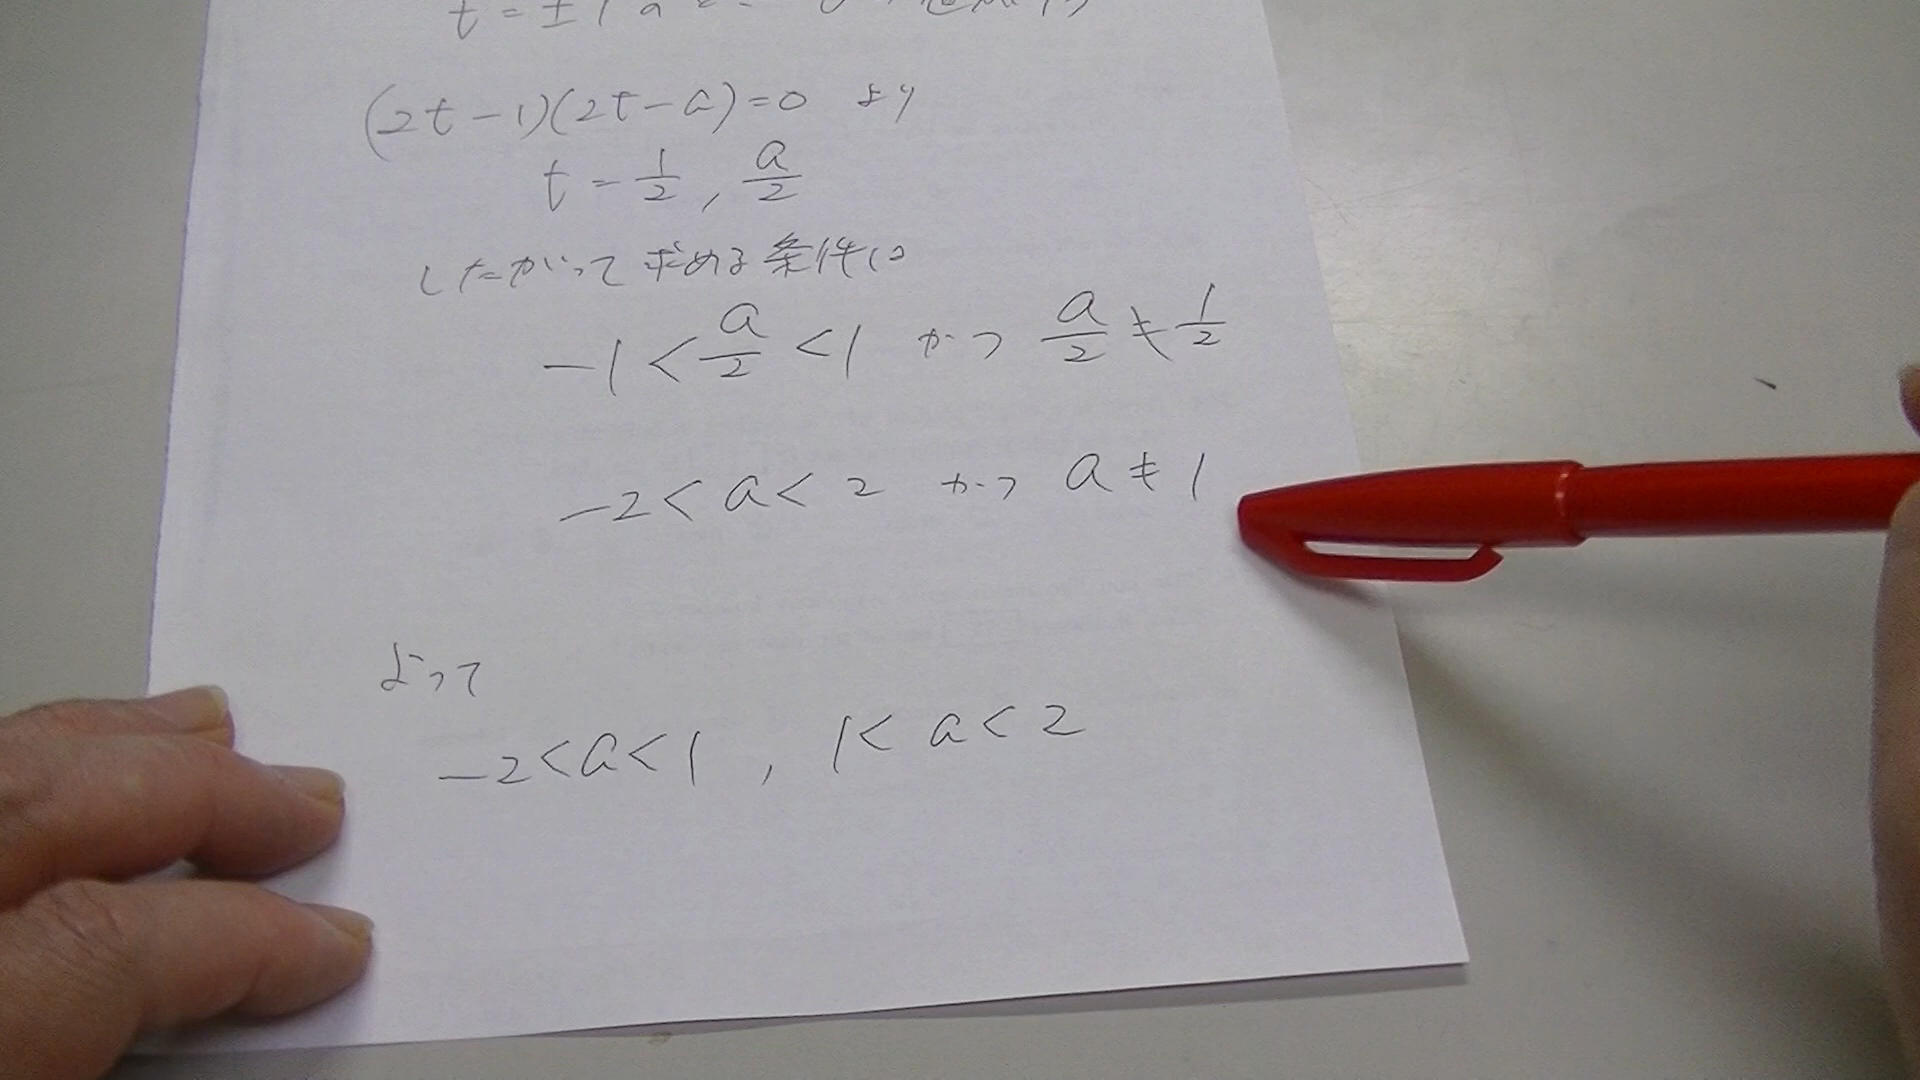 t = ±1
(2t-1)(2t-a)=0 より
t = 1/2, a/2
したがって 求める条件は
-1 < a/2 < 1 かつ a/2 ≠ 1/2
-2 < a < 2 かつ a ≠ 1
よって
-2 < a < 1 , 1 < a < 2